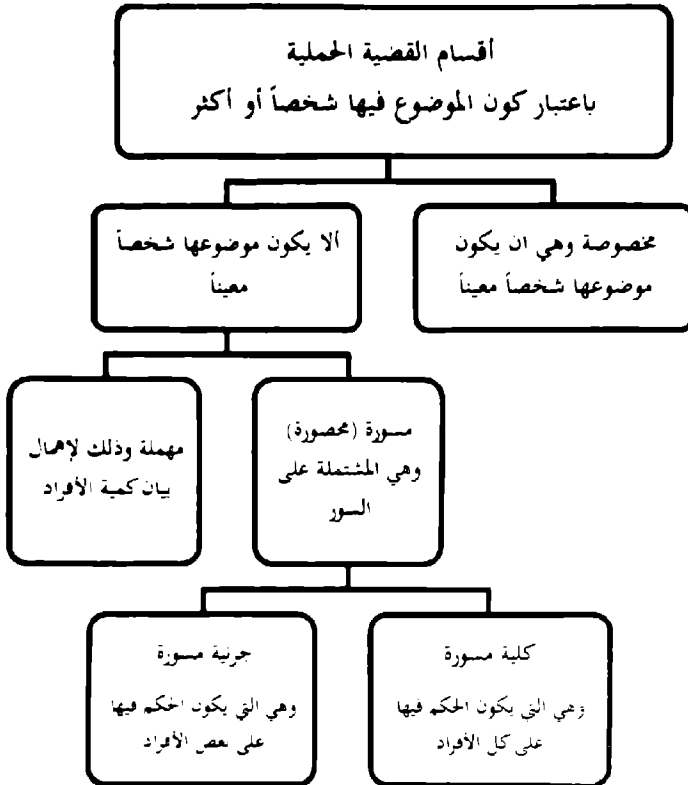 أقسام القضية الحملية
باعتبار كون الموضوع فيها شخصاً أو أكثر
مخصوصة وهي ان يكون
موضوعها شخصاً معيناً
ألا يكون موضوعها شخصاً
معيناً
مسورة (محصورة)
وهي المشتملة على
السور
مهملة وذلك لإهمال
بيان كمية الأفراد
كلية مسورة
وهي التي يكون الحكم فيها
على كل الأفراد
جزئية مسورة
وهي التي يكون الحكم فيها
على بعض الأفراد